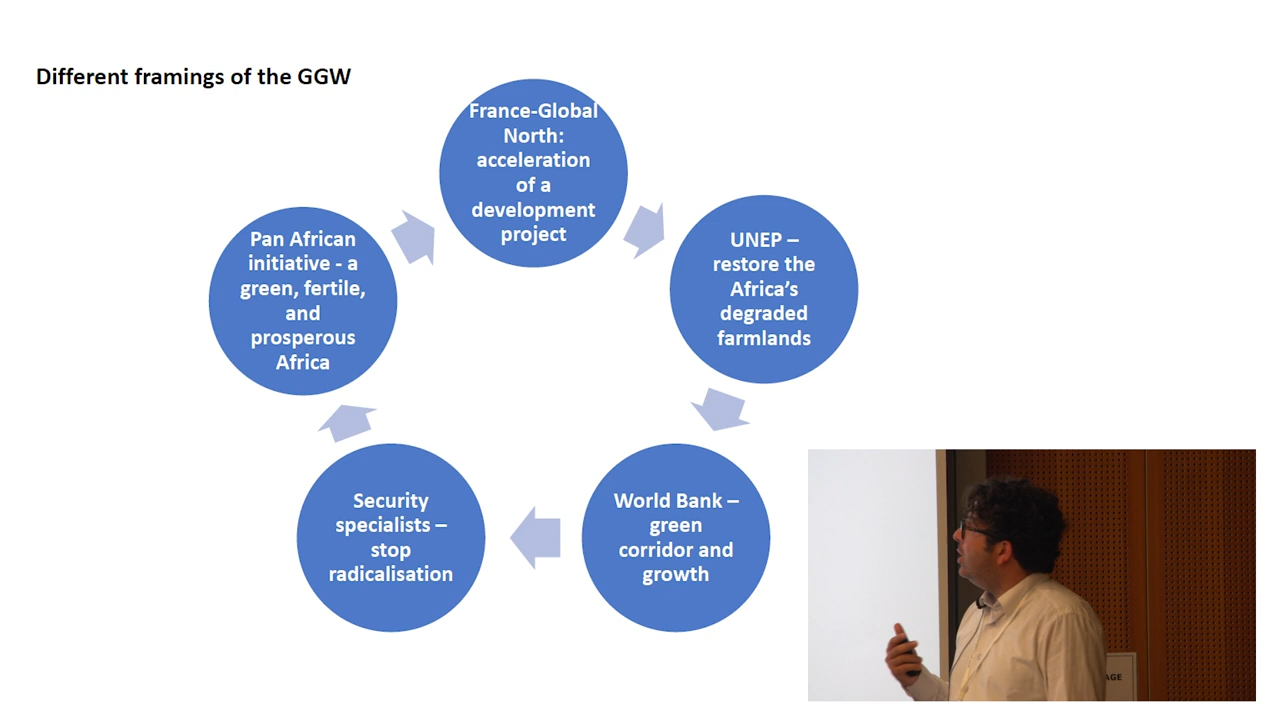 Different framings of the GGW
France-Global
North:
acceleration
of a
development
project
UNEP –
restore the
Africa's
degraded
farmlands
World Bank –
green
corridor and
growth
Security
specialists –
stop
radicalisation
Pan African
initiative - a
green, fertile,
and
prosperous
Africa
AGE